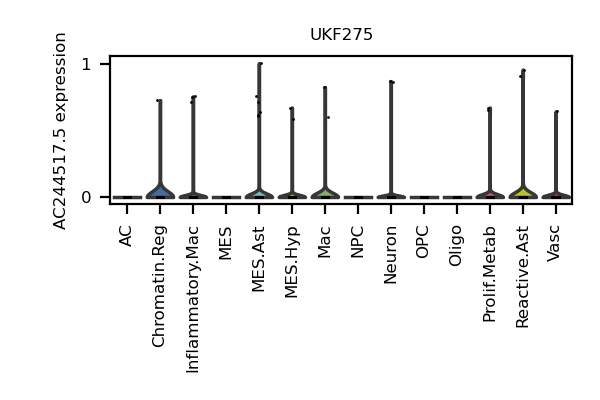 UKF275
AC244517.5 expression
1
0
AC
Chromatin.Reg
Inflammatory.Mac
MES
MES.Ast
MES.Hyp
Mac
NPC
Neuron
OPC
Oligo
Prolif.Metab
Reactive.Ast
Vasc